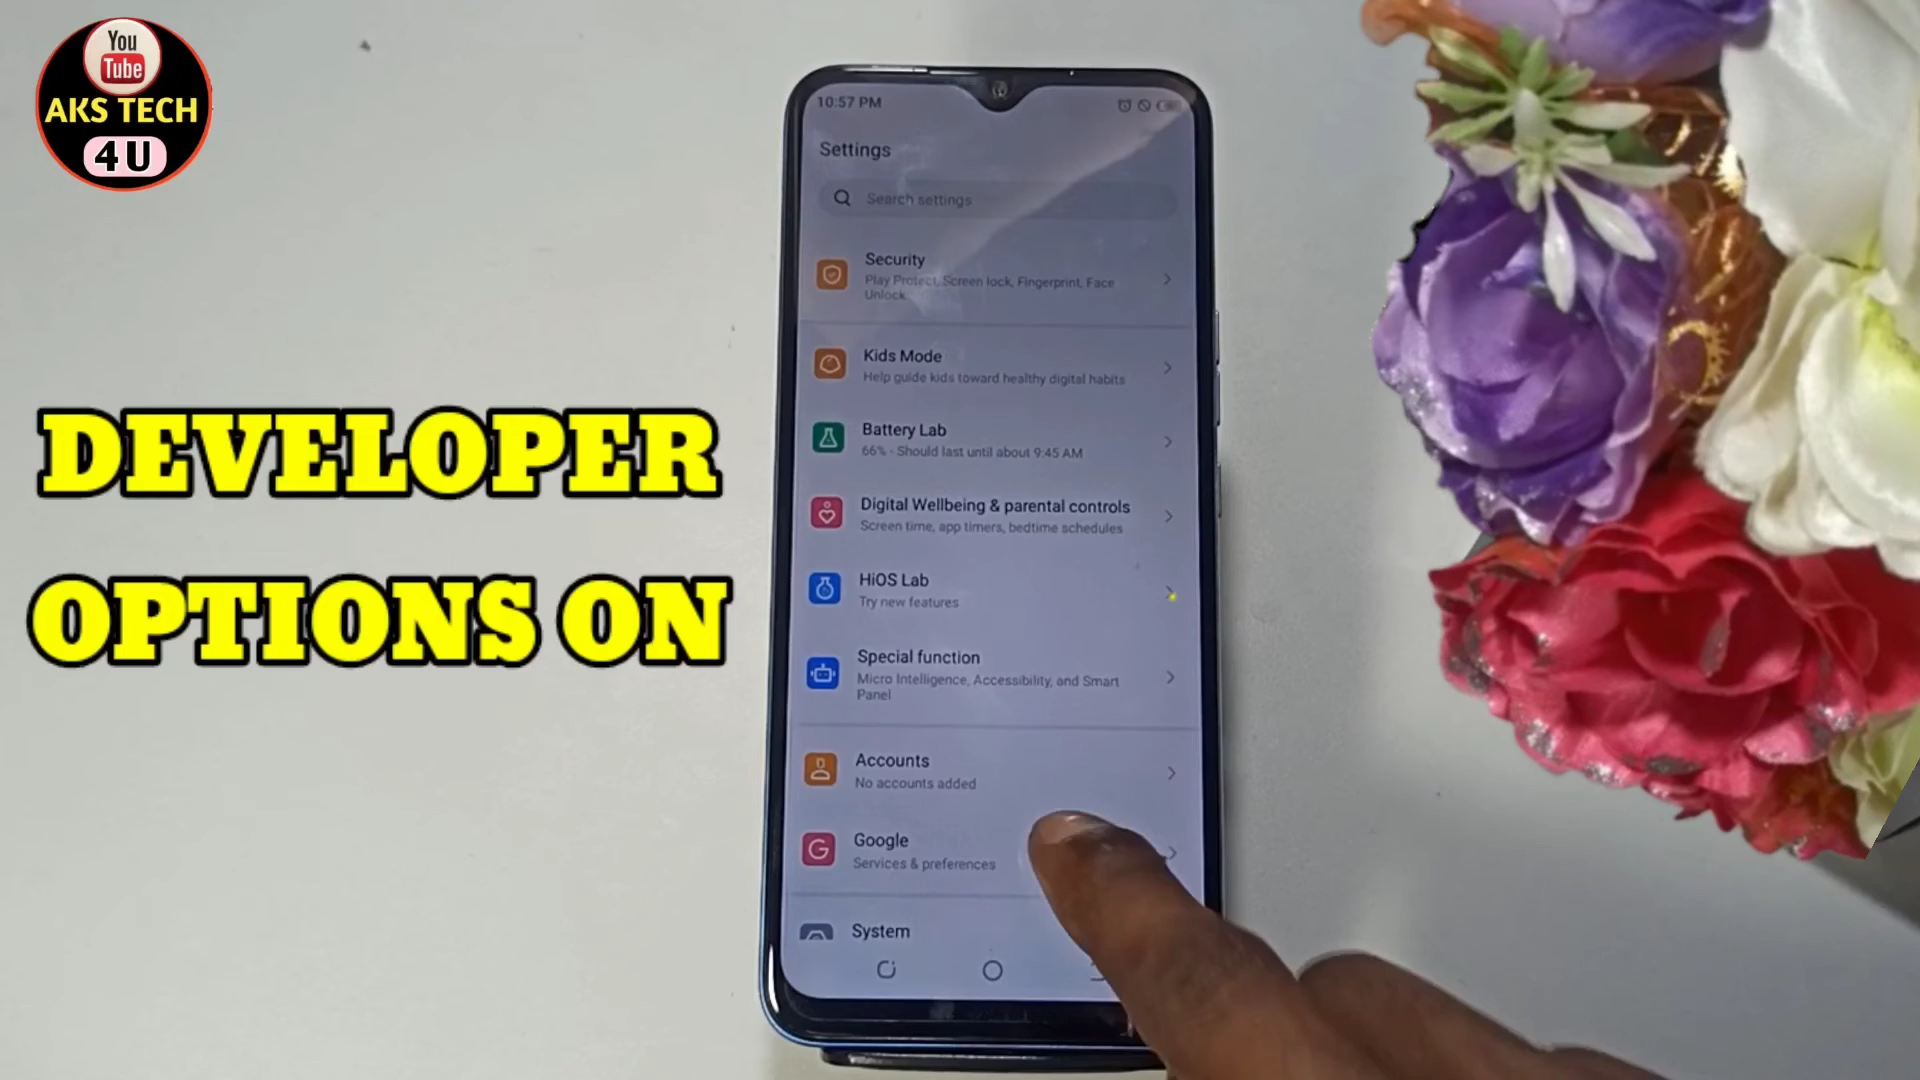 You
Tube
AKS TECH
4U
DEVELOPER
OPTIONS ON
10:57 PM
Settings
Search settings
Security
Play Protect, Screen lock, Fingerprint, Face
Unlock
Kids Mode
Help guide kids toward healthy digital habits
Battery Lab
66% - Should last until about 9:45 AM
Digital Wellbeing & parental controls
Screen time, app timers, bedtime schedules
HiOS Lab
Try new features
Special function
Micro Intelligence, Accessibility, and Smart
Panel
Accounts
No accounts added
Google
Services & preferences
System